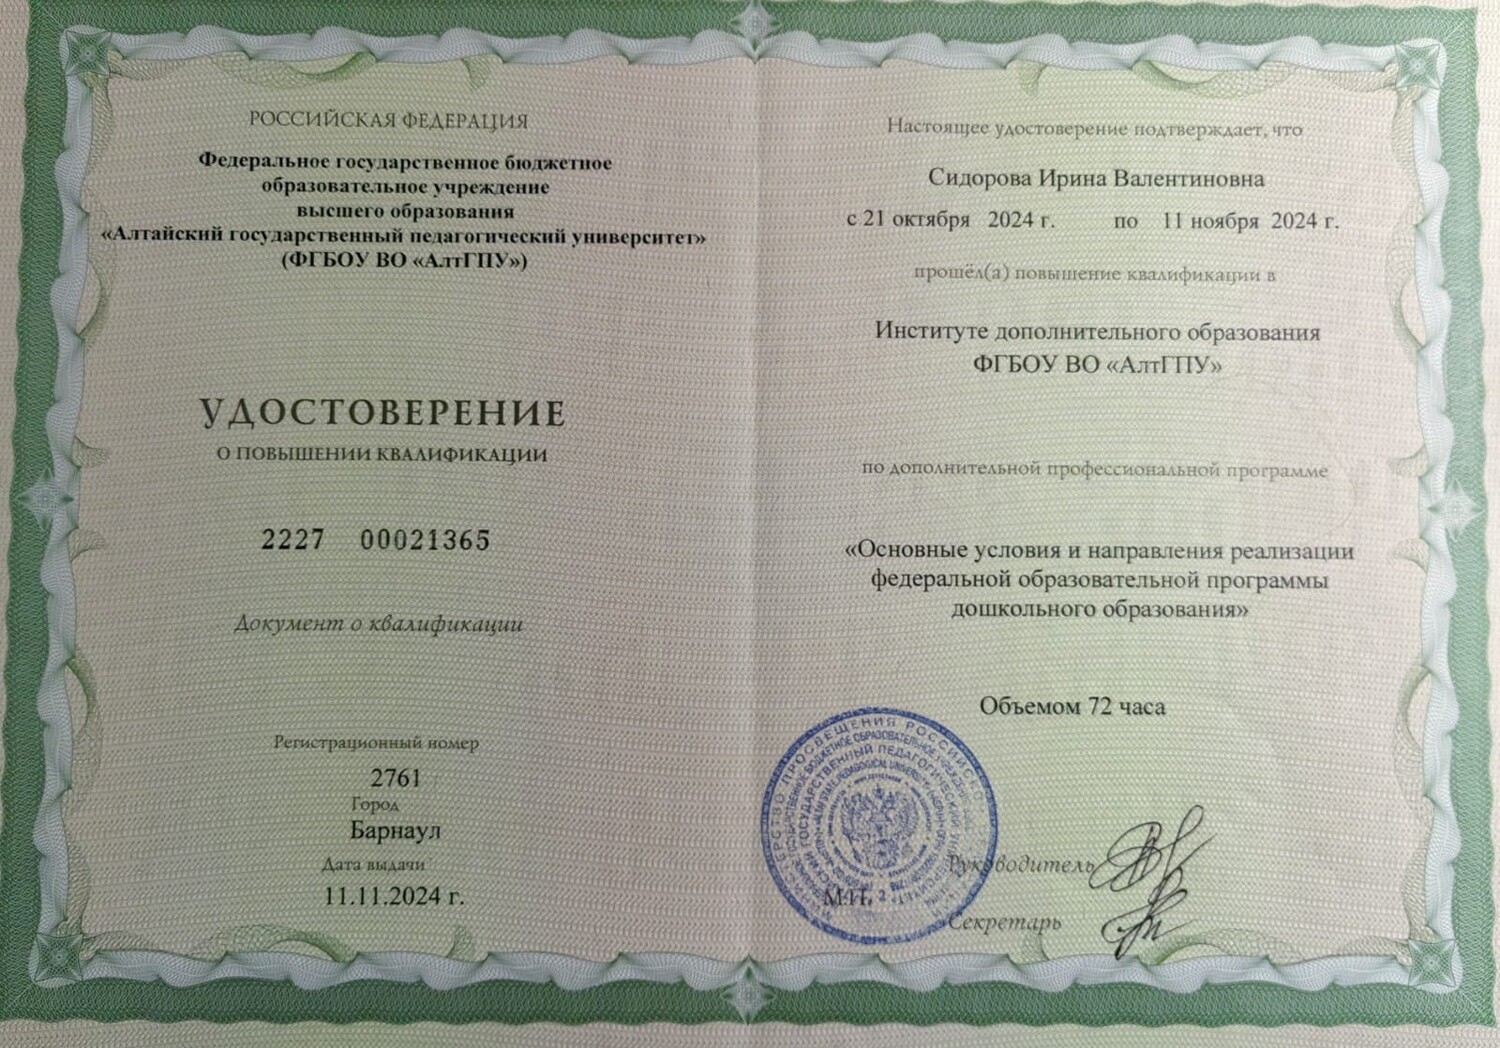 РОССИЙСКАЯ ФЕДЕРАЦИЯ
Федеральное государственное бюджетное
образовательное учреждение
высшего образования
«Алтайский государственный педагогический университет»
(ФГБОУ ВО «АлтГПУ»)
УДОСТОВЕРЕНИЕ
О ПОВЫШЕНИИ КВАЛИФИКАЦИИ
2227 00021365
Документ о квалификации
Регистрационный номер
2761
Город
Барнаул
Дата выдачи
11.11.2024 г.
Настоящее удостоверение подтверждает, что
Сидорова Ирина Валентиновна
с 21 октября 2024 г. по 11 ноября 2024 г.
прошёл(а) повышение квалификации в
Институте дополнительного образования
ФГБОУ ВО «АлтГПУ»
по дополнительной профессиональной программе
«Основные условия и направления реализации
федеральной образовательной программы
дошкольного образования»
Объемом 72 часа
Руководитель
М.П.
Секретарь
МИНИСТЕРСТВО ПРОСВЕЩЕНИЯ